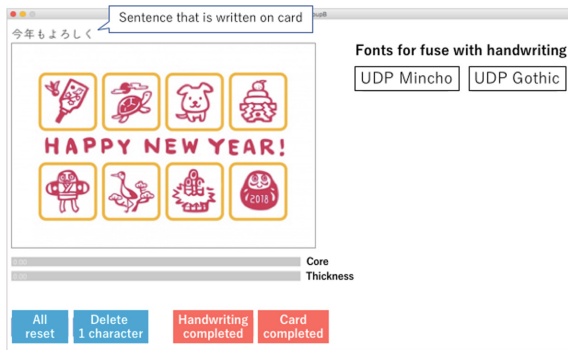 Sentence that is written on card
今年もよろしく
Fonts for fuse with handwriting
UDP Mincho
UDP Gothic
HAPPY NEW YEAR!
2018
0.00
Core
0.00
Thickness
All
reset
Delete
1 character
Handwriting
completed
Card
completed